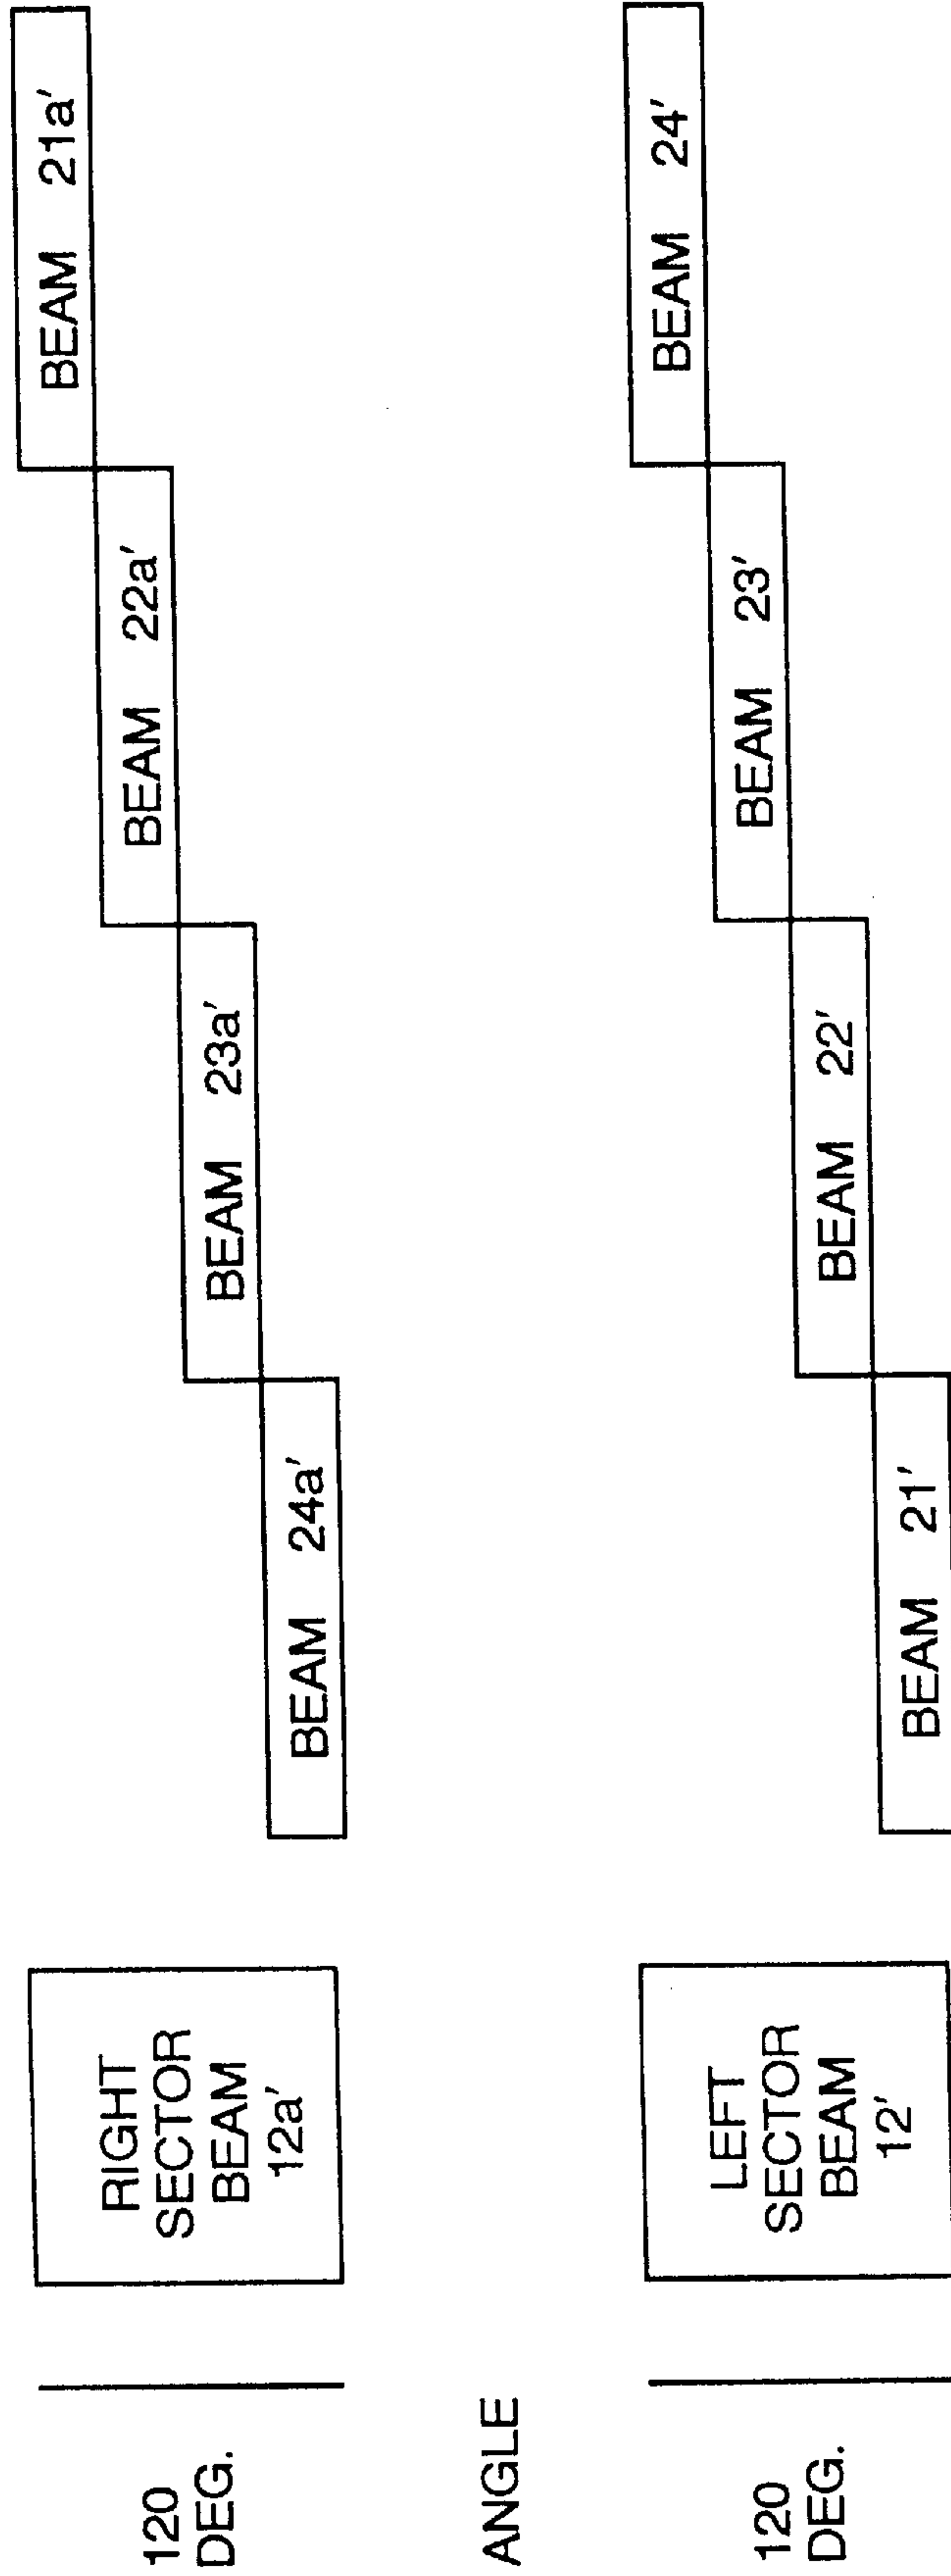 120
DEG.
RIGHT
SECTOR
BEAM
12a′
BEAM 24a′
BEAM 23a′
BEAM 22a′
BEAM 21a′
ANGLE
120
DEG.
LEFT
SECTOR
BEAM
12′
BEAM 21′
BEAM 22′
BEAM 23′
BEAM 24′